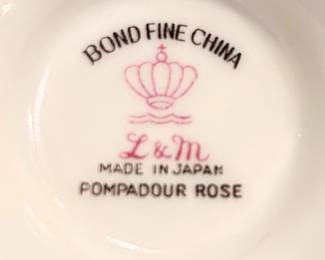 BOND FINE CHINA
L & M
MADE IN JAPAN
POMPADOUR ROSE